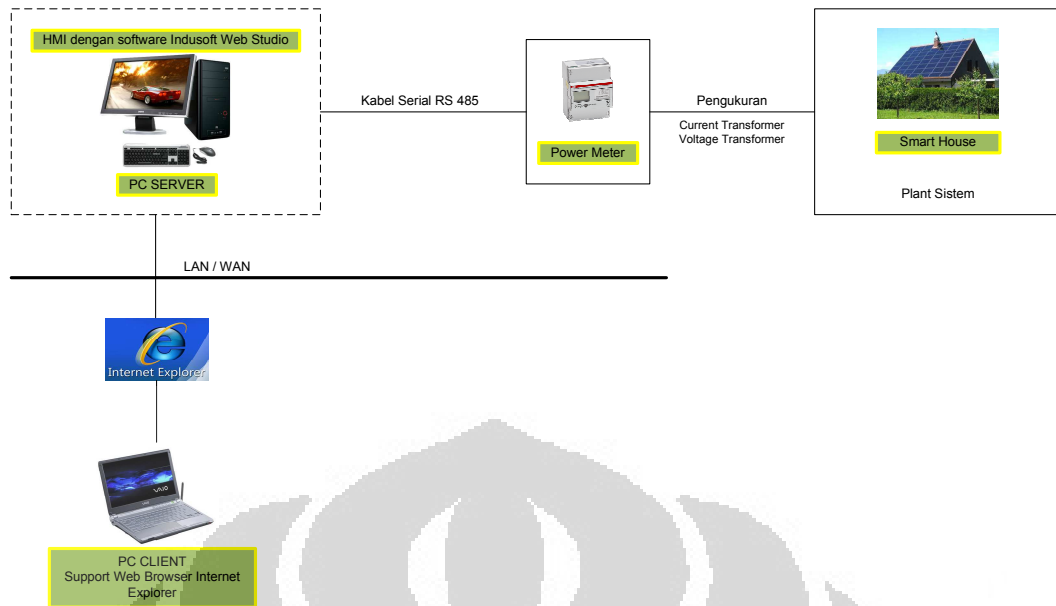 HMI dengan software Indusoft Web Studio
PC SERVER
Kabel Serial RS 485
Power Meter
Pengukuran
Current Transformer
Voltage Transformer
Smart House
Plant Sistem
LAN / WAN
Internet Explorer
VAIO
PC CLIENT
Support Web Browser Internet
Explorer